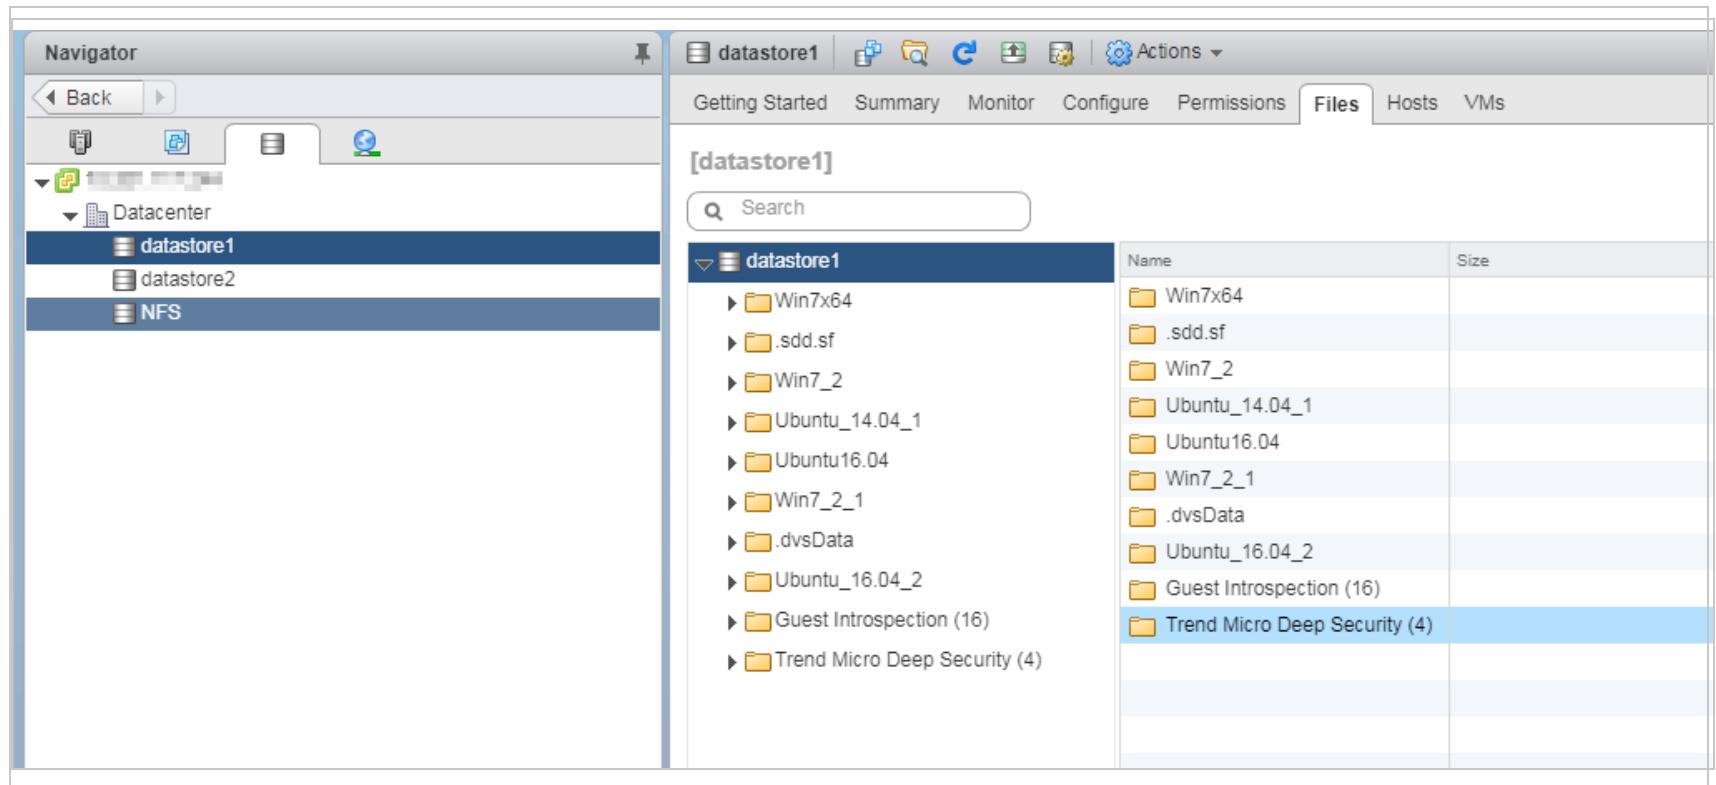 Navigator
Back
Datacenter
datastore1
datastore2
NFS
datastore1
Actions
Getting Started Summary Monitor Configure Permissions Files Hosts VMs
[datastore1]
Search
datastore1
Win7x64
.sdd.sf
Win7_2
Ubuntu_14.04_1
Ubuntu16.04
Win7_2_1
.dvsData
Ubuntu_16.04_2
Guest Introspection (16)
Trend Micro Deep Security (4)
Name Size
Win7x64
.sdd.sf
Win7_2
Ubuntu_14.04_1
Ubuntu16.04
Win7_2_1
.dvsData
Ubuntu_16.04_2
Guest Introspection (16)
Trend Micro Deep Security (4)